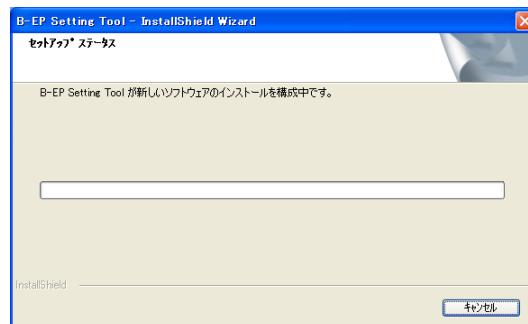 B-EP Setting Tool - InstallShield Wizard
セットアップ ステータス
B-EP Setting Tool が新しいソフトウェアのインストールを構成中です。
InstallShield
キャンセル